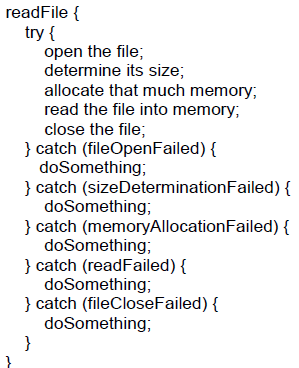 readFile {
try {
open the file;
determine its size;
allocate that much memory;
read the file into memory;
close the file;
} catch (fileOpenFailed) {
doSomething;
} catch (sizeDeterminationFailed) {
doSomething;
} catch (memoryAllocationFailed) {
doSomething;
} catch (readFailed) {
doSomething;
} catch (fileCloseFailed) {
doSomething;
}
}